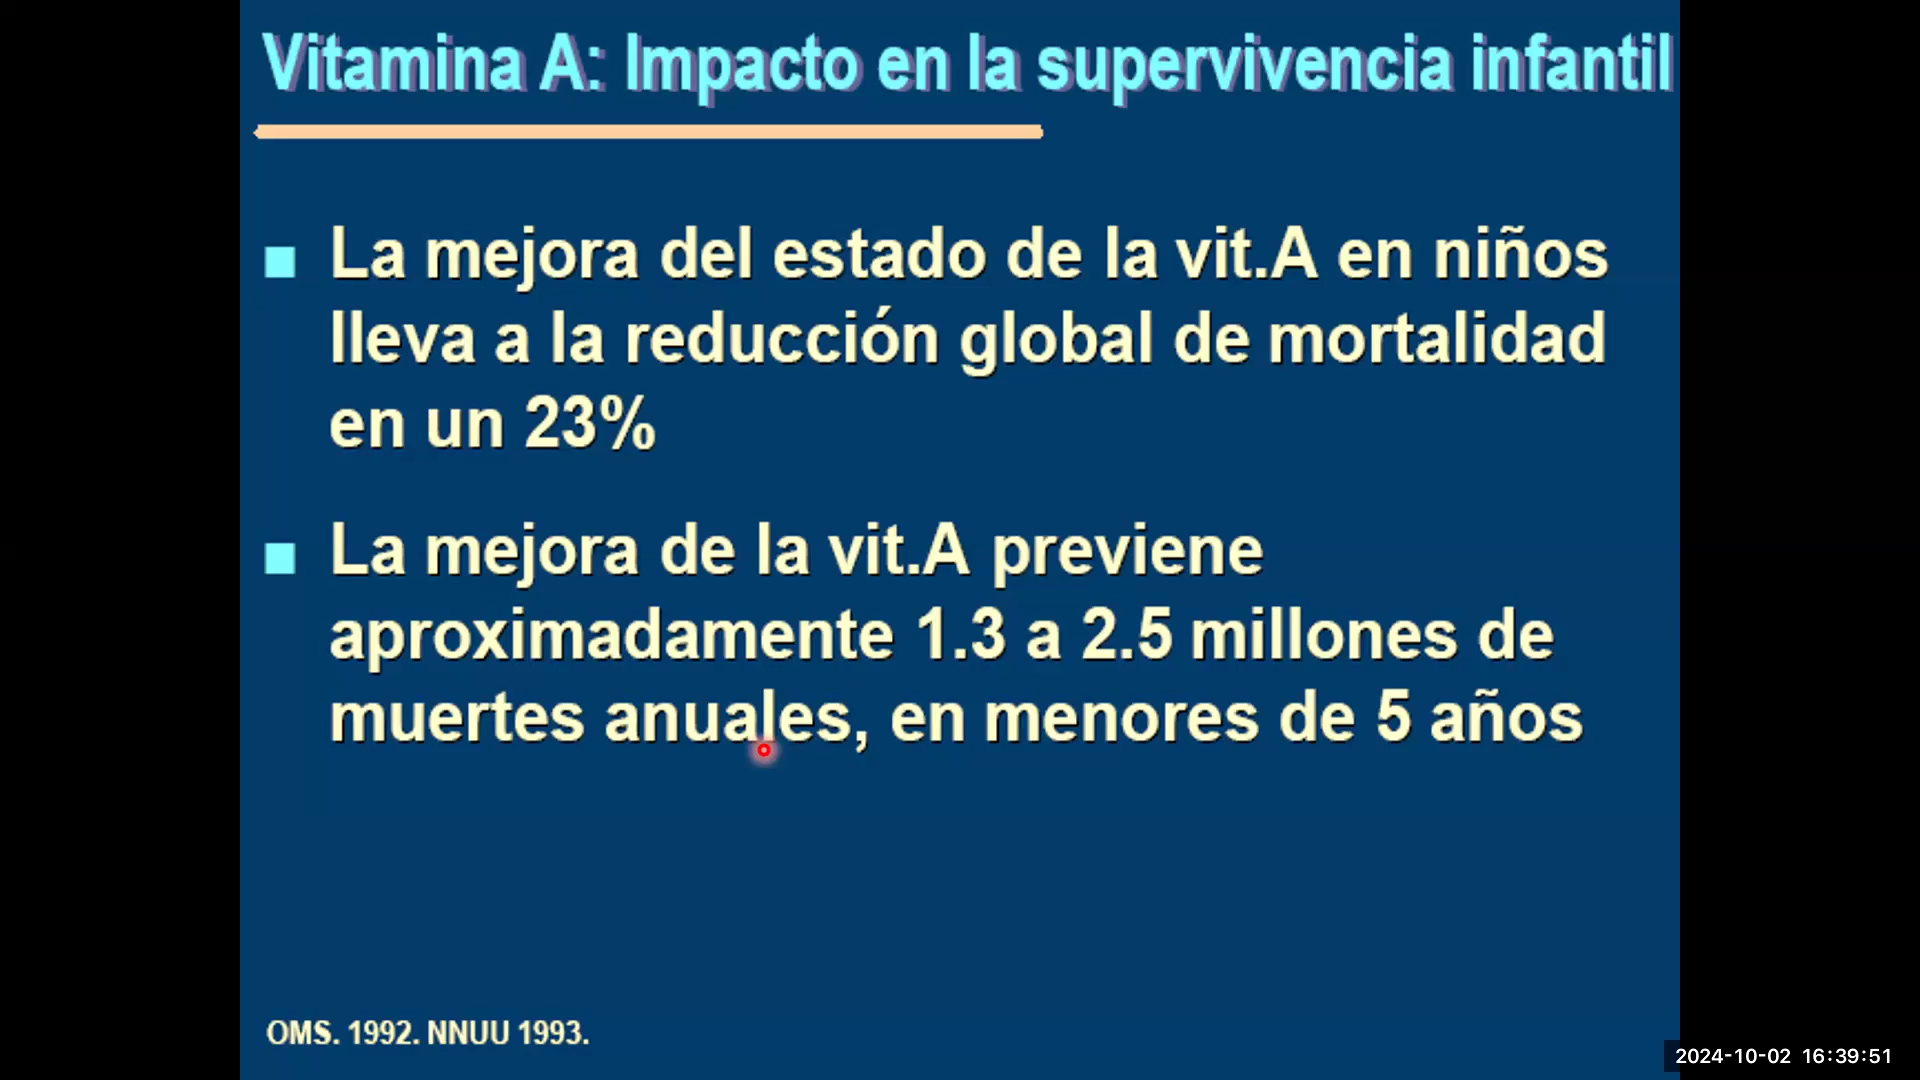 Vitamina A: Impacto en la supervivencia infantil
La mejora del estado de la vit.A en niños
lleva a la reducción global de mortalidad
en un 23%
La mejora de la vit.A previene
aproximadamente 1.3 a 2.5 millones de
muertes anuales, en menores de 5 años
OMS. 1992. NNUU 1993.
2024-10-02 16:39:51